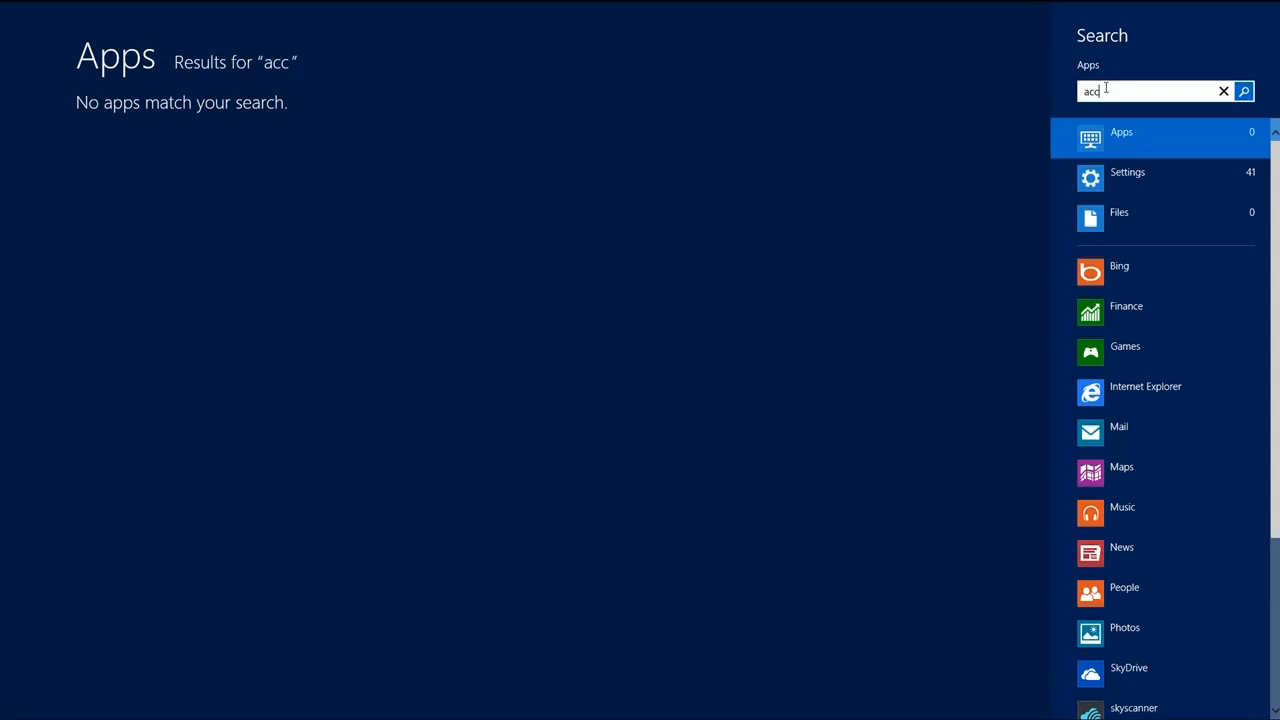 Apps Results for “acc”
No apps match your search.
Search
Apps
acc
Apps 0
Settings 41
Files 0
Bing
Finance
Games
Internet Explorer
Mail
Maps
Music
News
People
Photos
SkyDrive
skyscanner